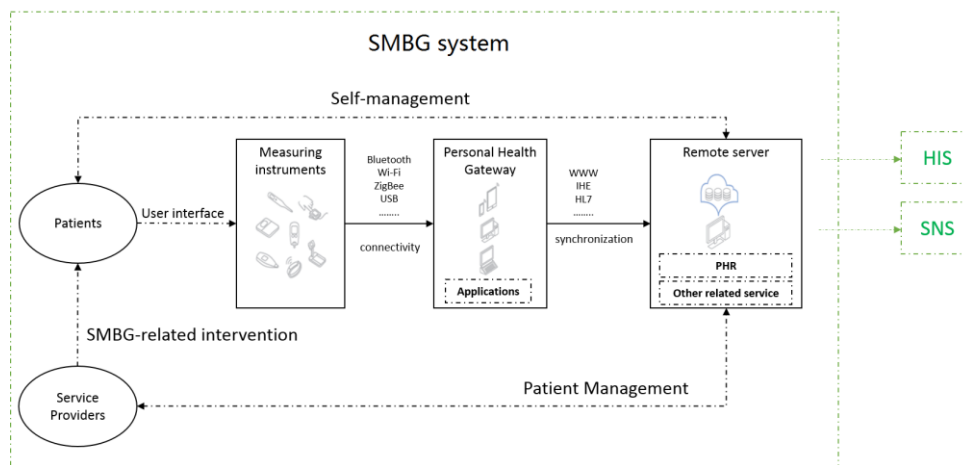 SMBG system
Self-management
Measuring
instruments
Bluetooth
Wi-Fi
ZigBee
USB
........
connectivity
Personal Health
Gateway
Applications
WWW
IHE
HL7
........
synchronization
Remote server
PHR
Other related service
HIS
SNS
Patients
User interface
SMBG-related intervention
Patient Management
Service
Providers